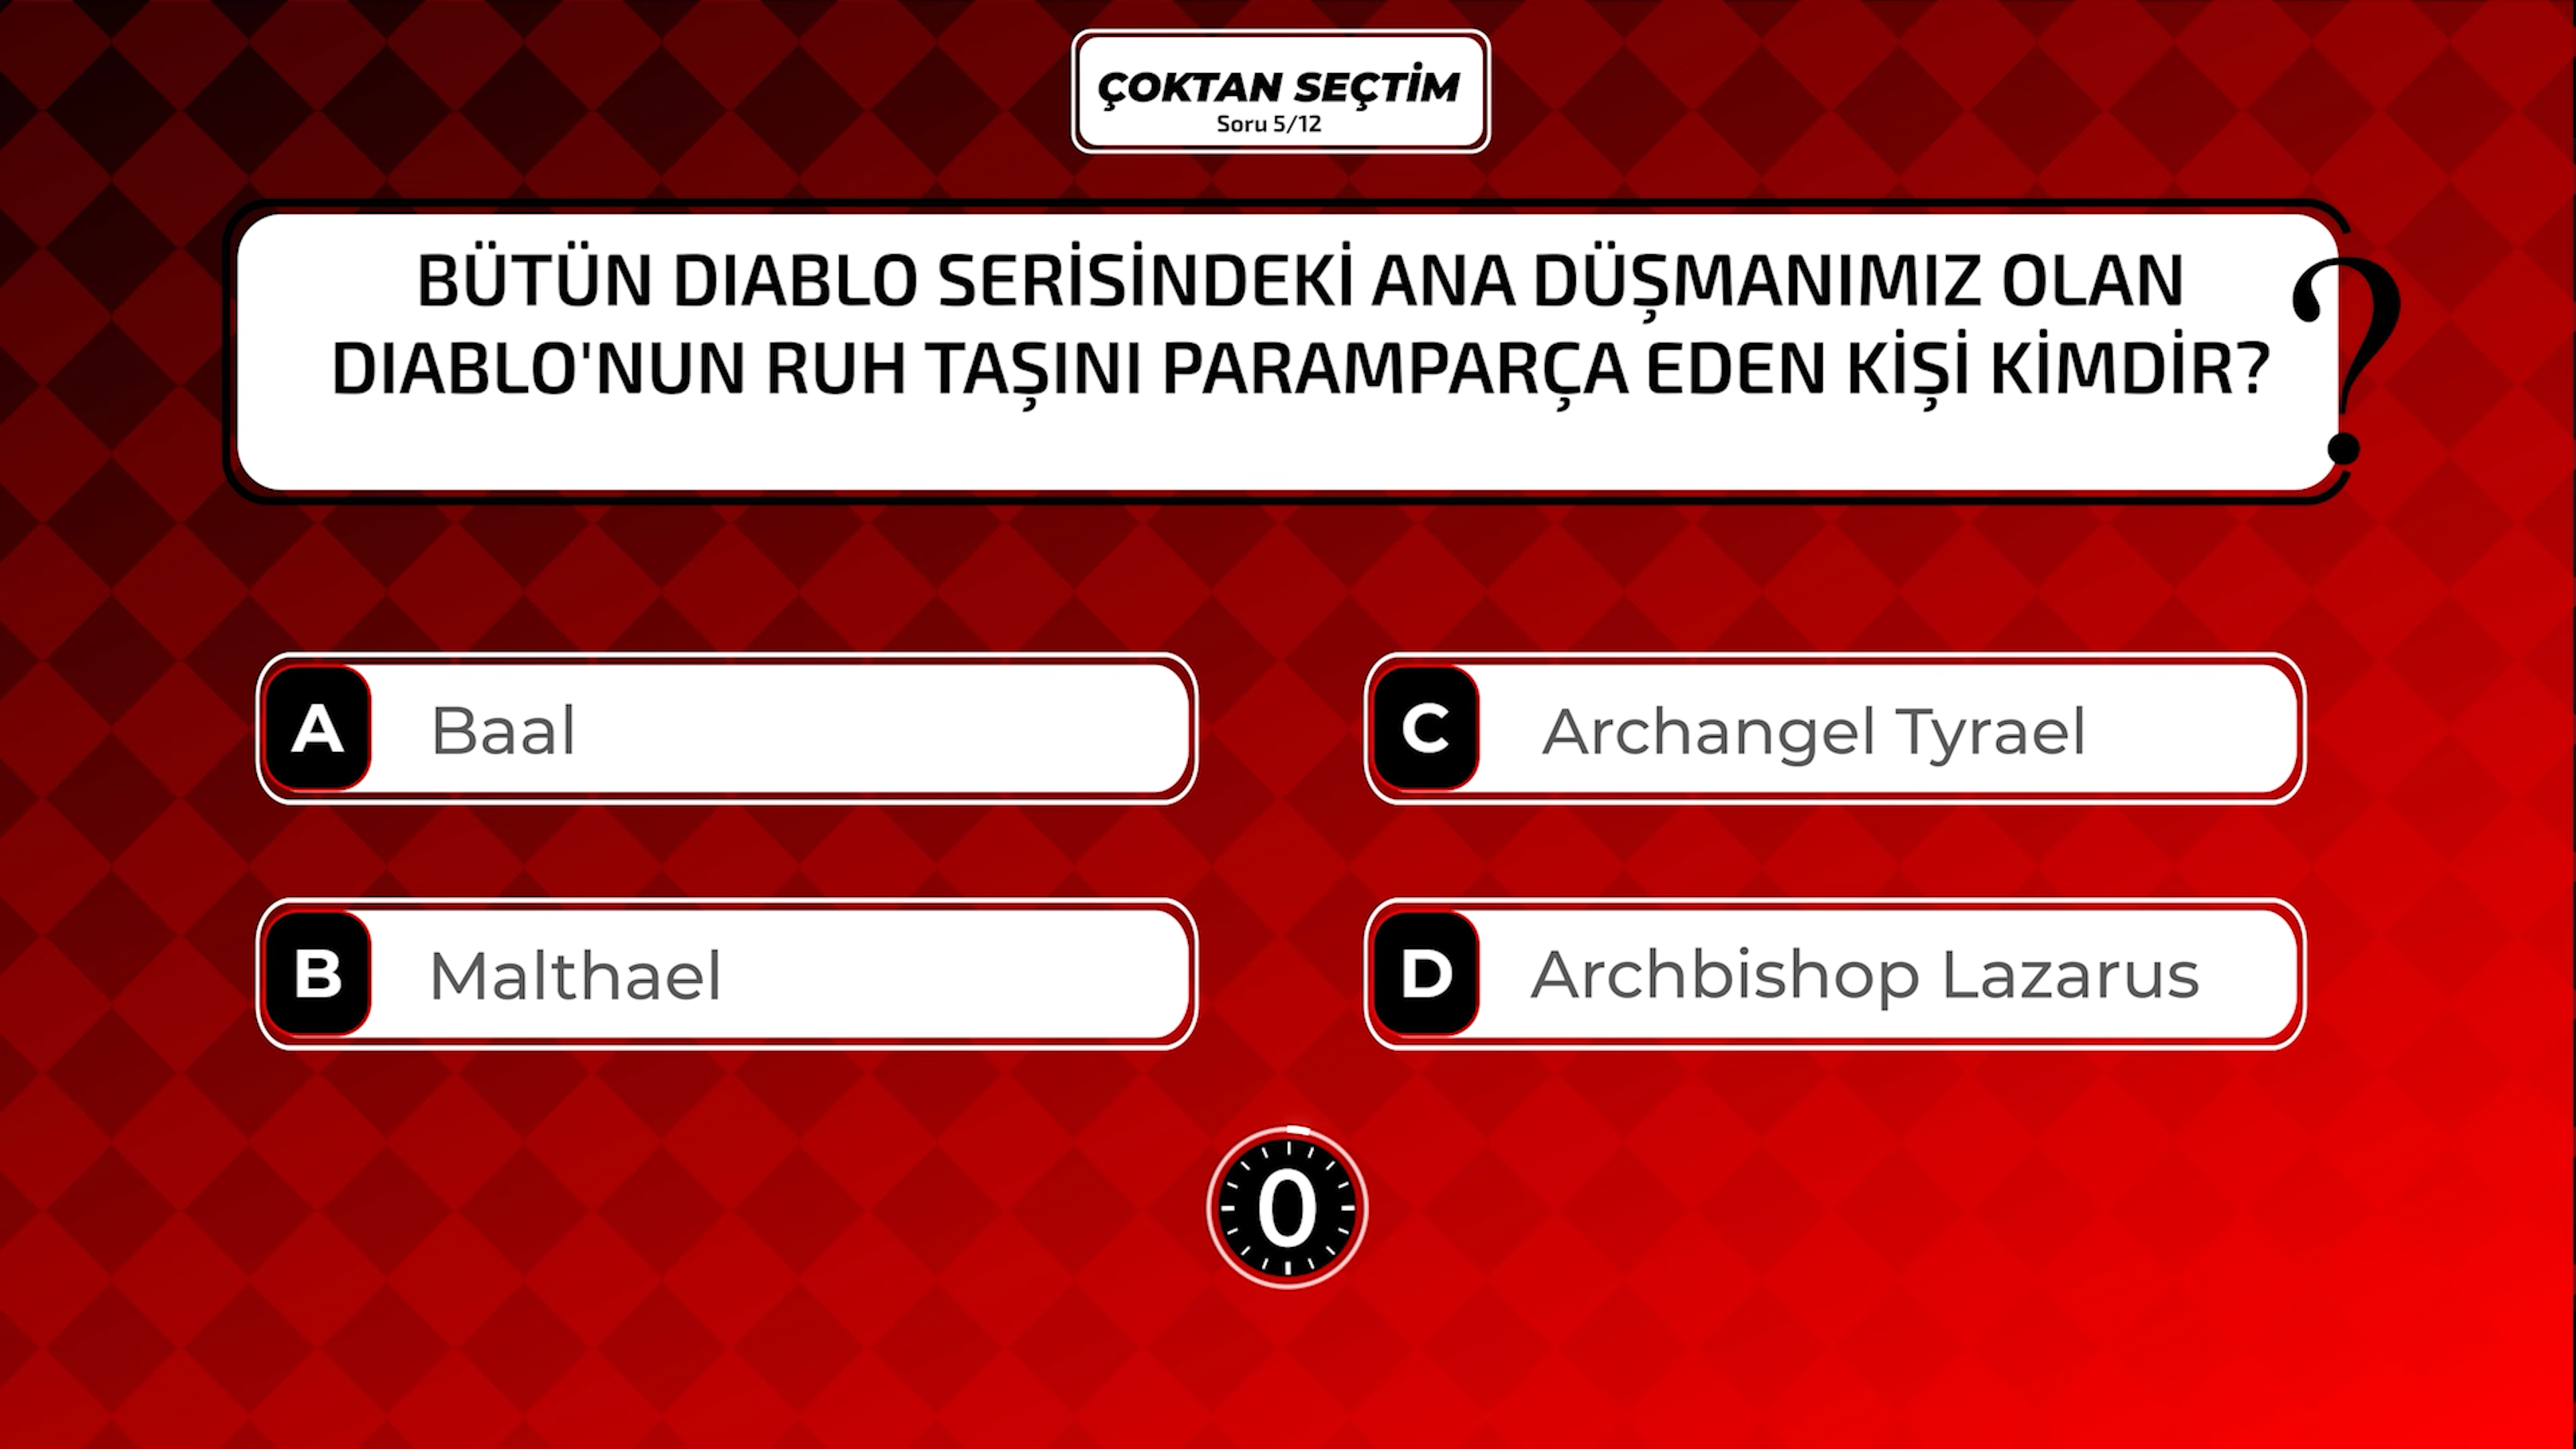 ÇOKTAN SEÇTİM
Soru 5/12
BÜTÜN DIABLO SERİSİNDEKİ ANA DÜŞMANIMIZ OLAN
DIABLO'NUN RUH TAŞINI PARAMPARÇA EDEN KİŞİ KİMDİR?
?
A Baal
C Archangel Tyrael
B Malthael
D Archbishop Lazarus
0